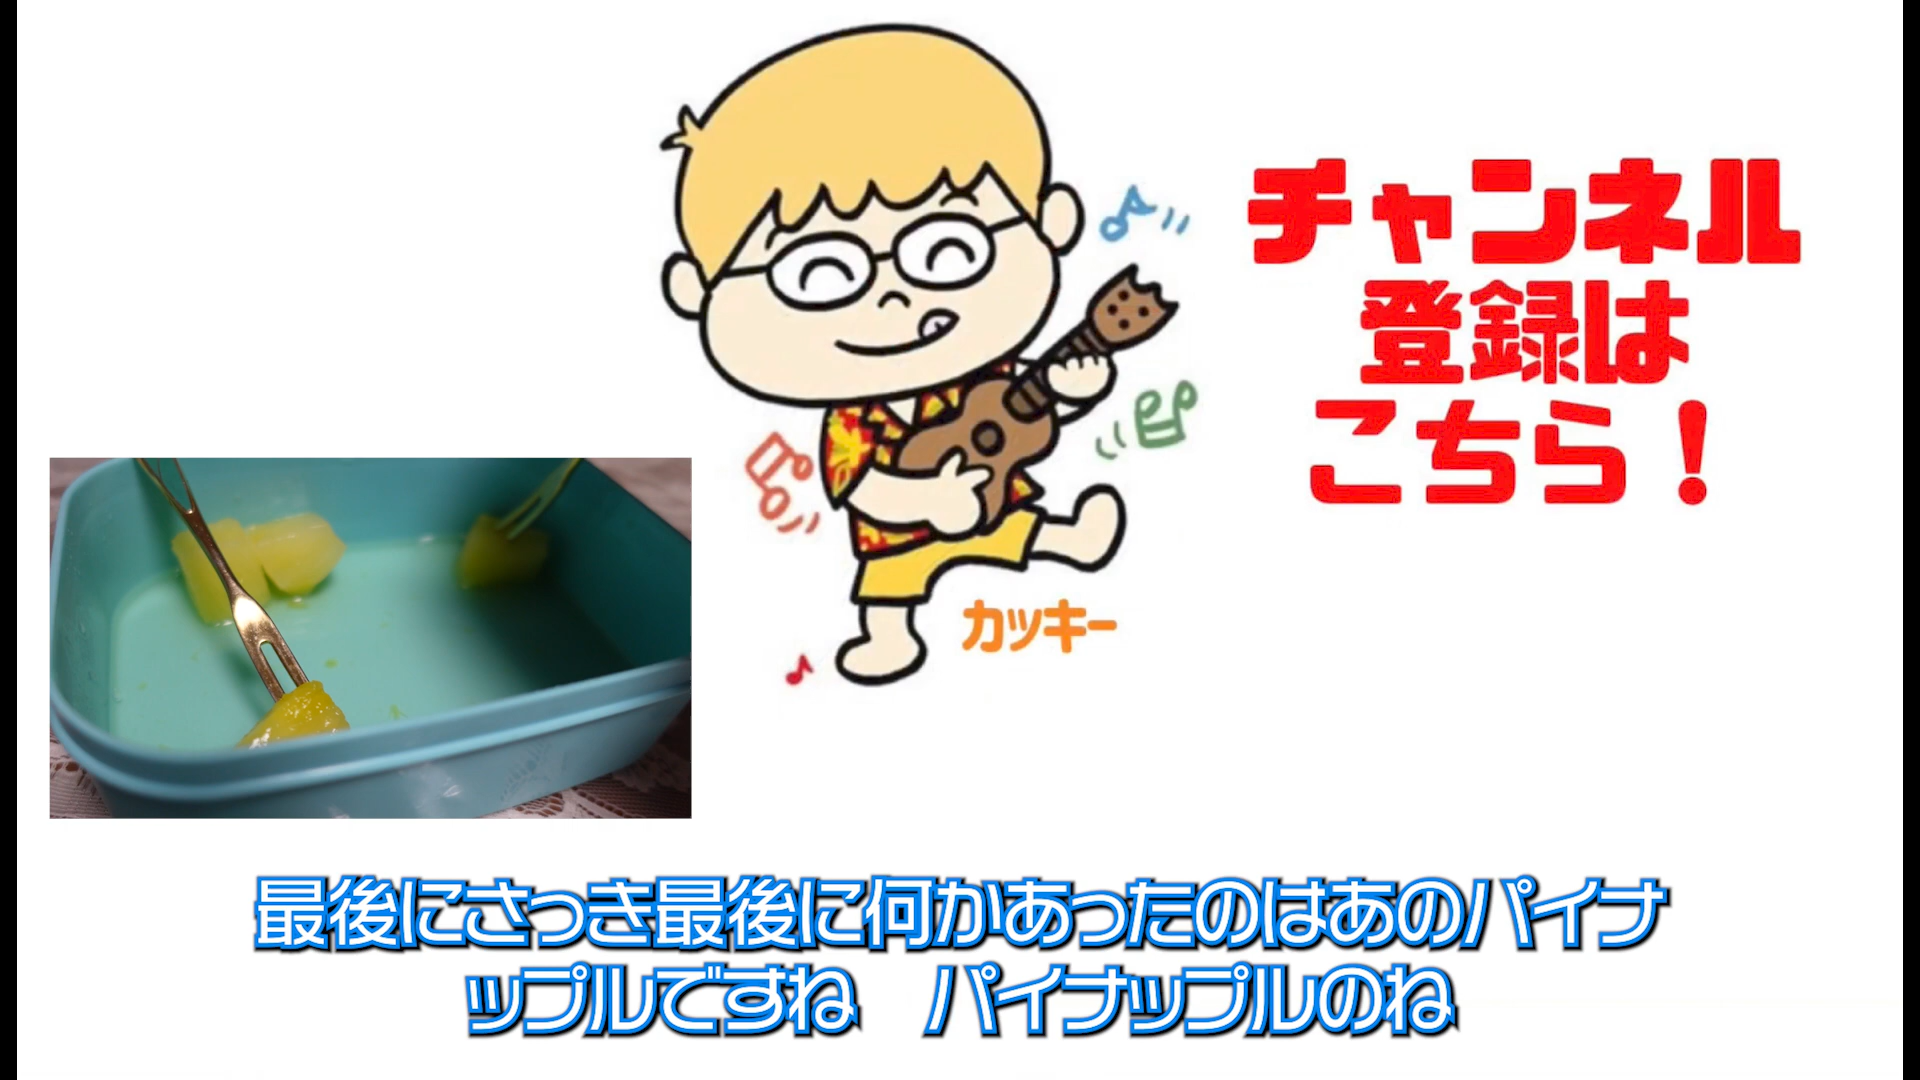 チャンネル
登録は
こちら！
カッキー
最後にさっき最後に何かあったのはあのパイナ
ップルですね　パイナップルのね